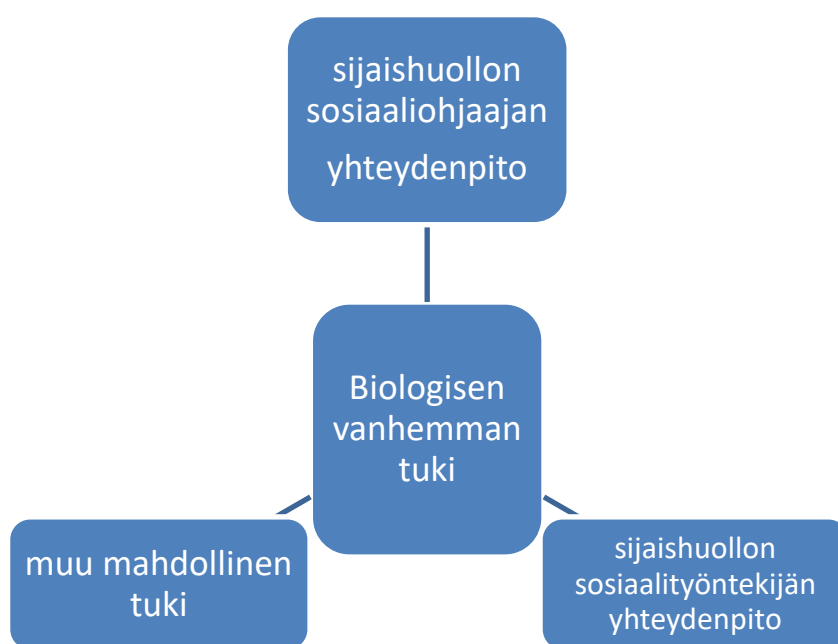 sijaishuollon
sosiaaliohjaajan
yhteydenpito
Biologisen
vanhemman
tuki
muu mahdollinen
tuki
sijaishuollon
sosiaalityöntekijän
yhteydenpito